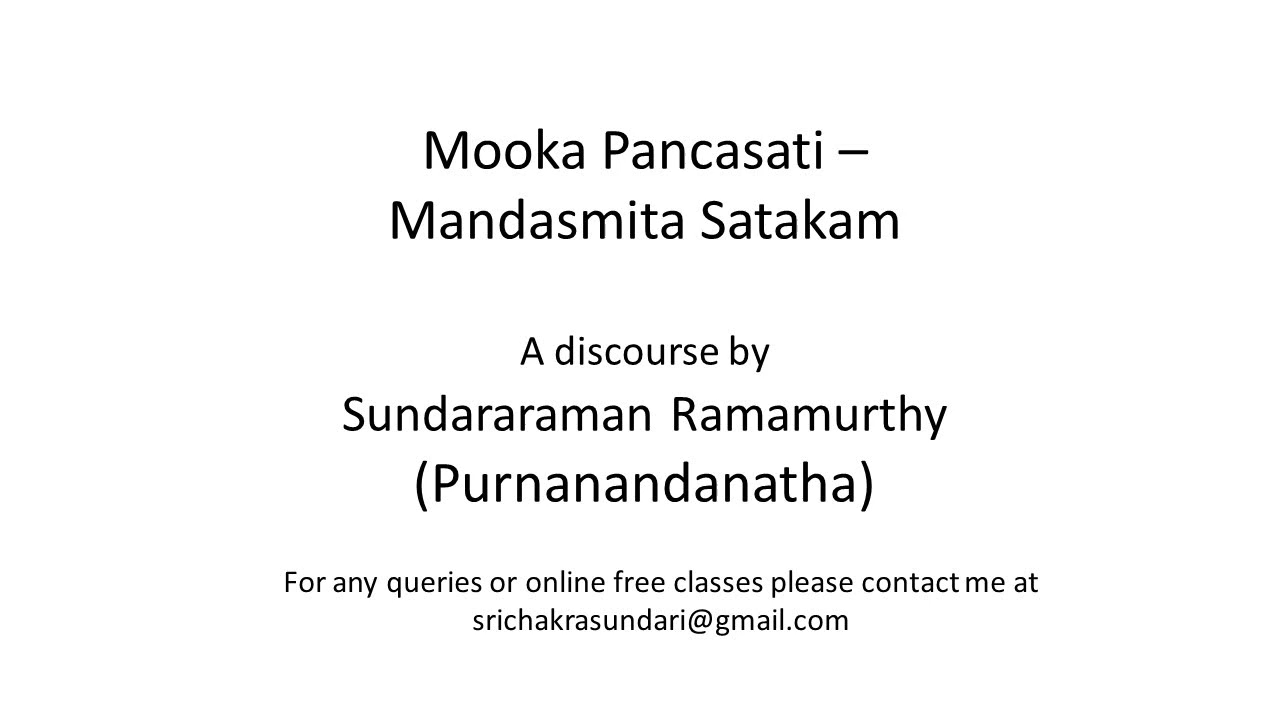 Mooka Pancasati –
Mandasmita Satakam
A discourse by
Sundararaman Ramamurthy
(Purnanandanatha)
For any queries or online free classes please contact me at
srichakrasundari@gmail.com